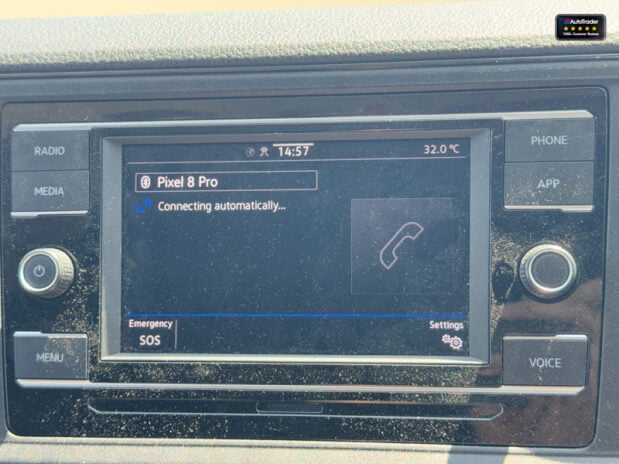 AutoTrader
RADIO
MEDIA
MENU
14:57
32.0 °C
Pixel 8 Pro
Connecting automatically...
Emergency
SOS
Settings
PHONE
APP
VOICE